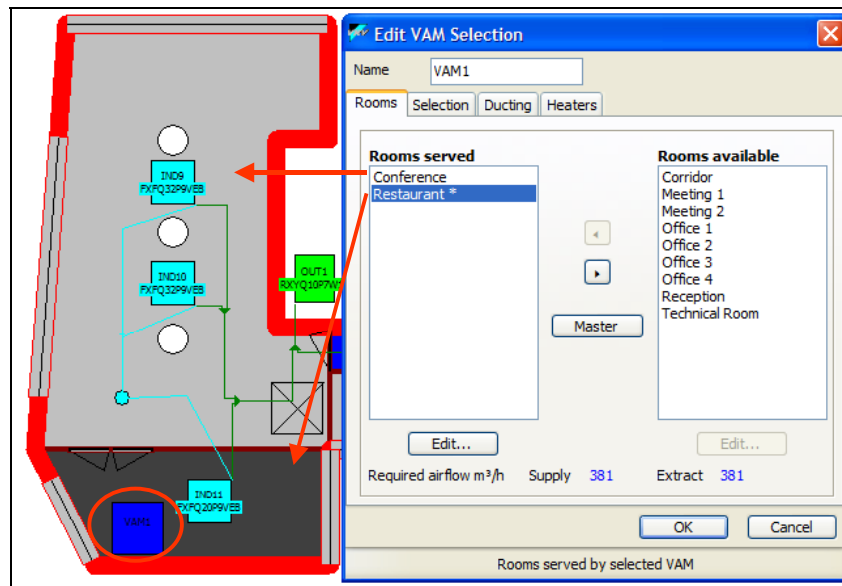 IND9
FXFQ32P9VEB
IND10
FXFQ32P9VEB
OUT1
RXYQ10P7W
IND11
FXFQ20P9VEB
VAM1
Edit VAM Selection
Name VAM1
Rooms Selection Ducting Heaters
Rooms served
Conference
Restaurant *
Master
Rooms available
Corridor
Meeting 1
Meeting 2
Office 1
Office 2
Office 3
Office 4
Reception
Technical Room
Edit...
Edit...
Required airflow m³/h Supply 381 Extract 381
OK Cancel
Rooms served by selected VAM